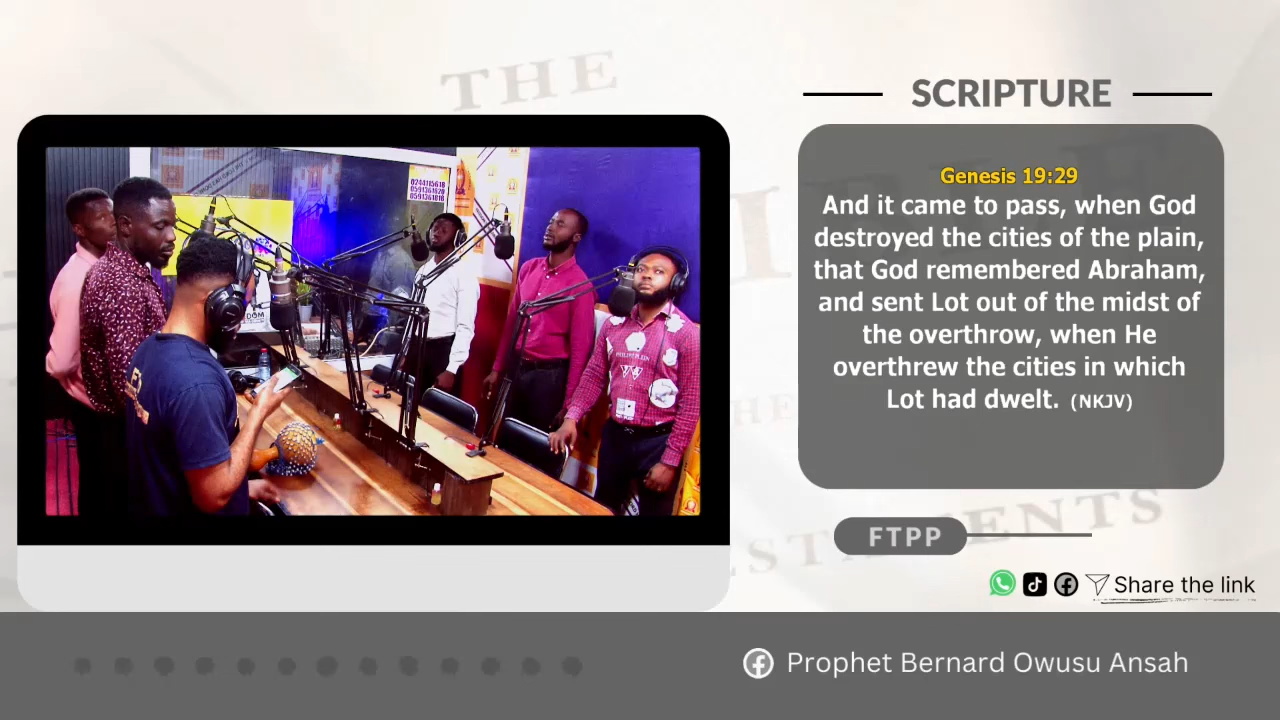 THE
SCRIPTURE
Genesis 19:29
And it came to pass, when God
destroyed the cities of the plain,
that God remembered Abraham,
and sent Lot out of the midst of
the overthrow, when He
overthrew the cities in which
Lot had dwelt. (NKJV)
0244115618
FTPP
Share the link
Prophet Bernard Owusu Ansah